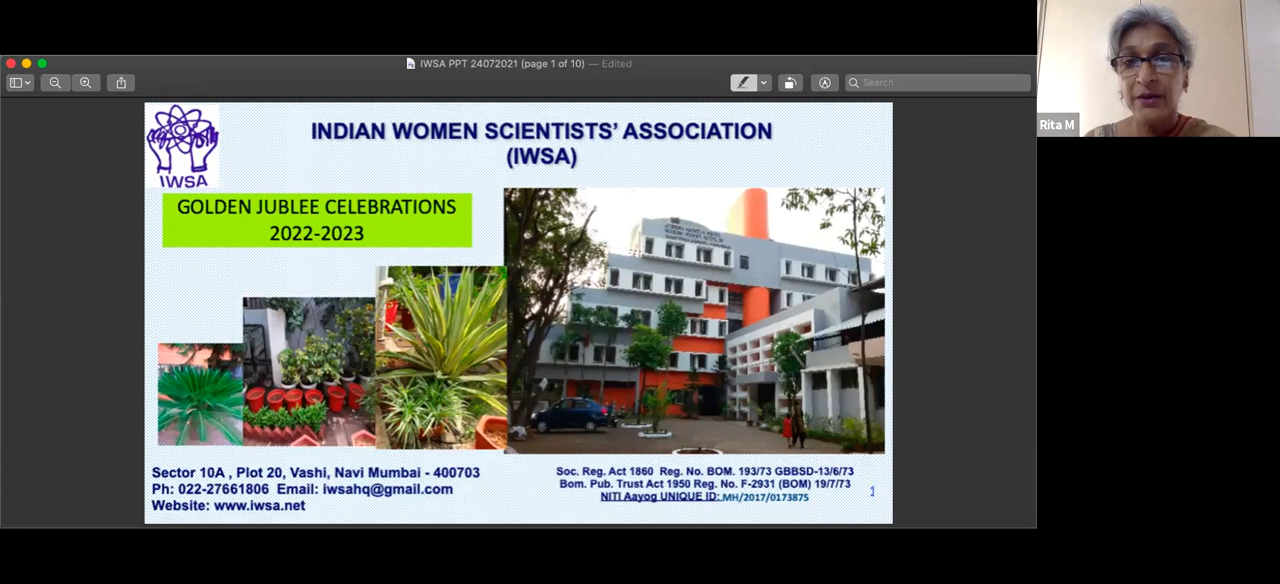 IWSA PPT 24072021 (page 1 of 10) — Edited
Search
Rita M
IWSA
INDIAN WOMEN SCIENTISTS' ASSOCIATION
(IWSA)
GOLDEN JUBLEE CELEBRATIONS
2022-2023
Sector 10A , Plot 20, Vashi, Navi Mumbai - 400703
Ph: 022-27661806 Email: iwsahq@gmail.com
Website: www.iwsa.net
Soc. Reg. Act 1860 Reg. No. BOM. 193/73 GBBSD-13/6/73
Bom. Pub. Trust Act 1950 Reg. No. F-2931 (BOM) 19/7/73
NITI Aayog UNIQUE ID: MH/2017/0173875
1